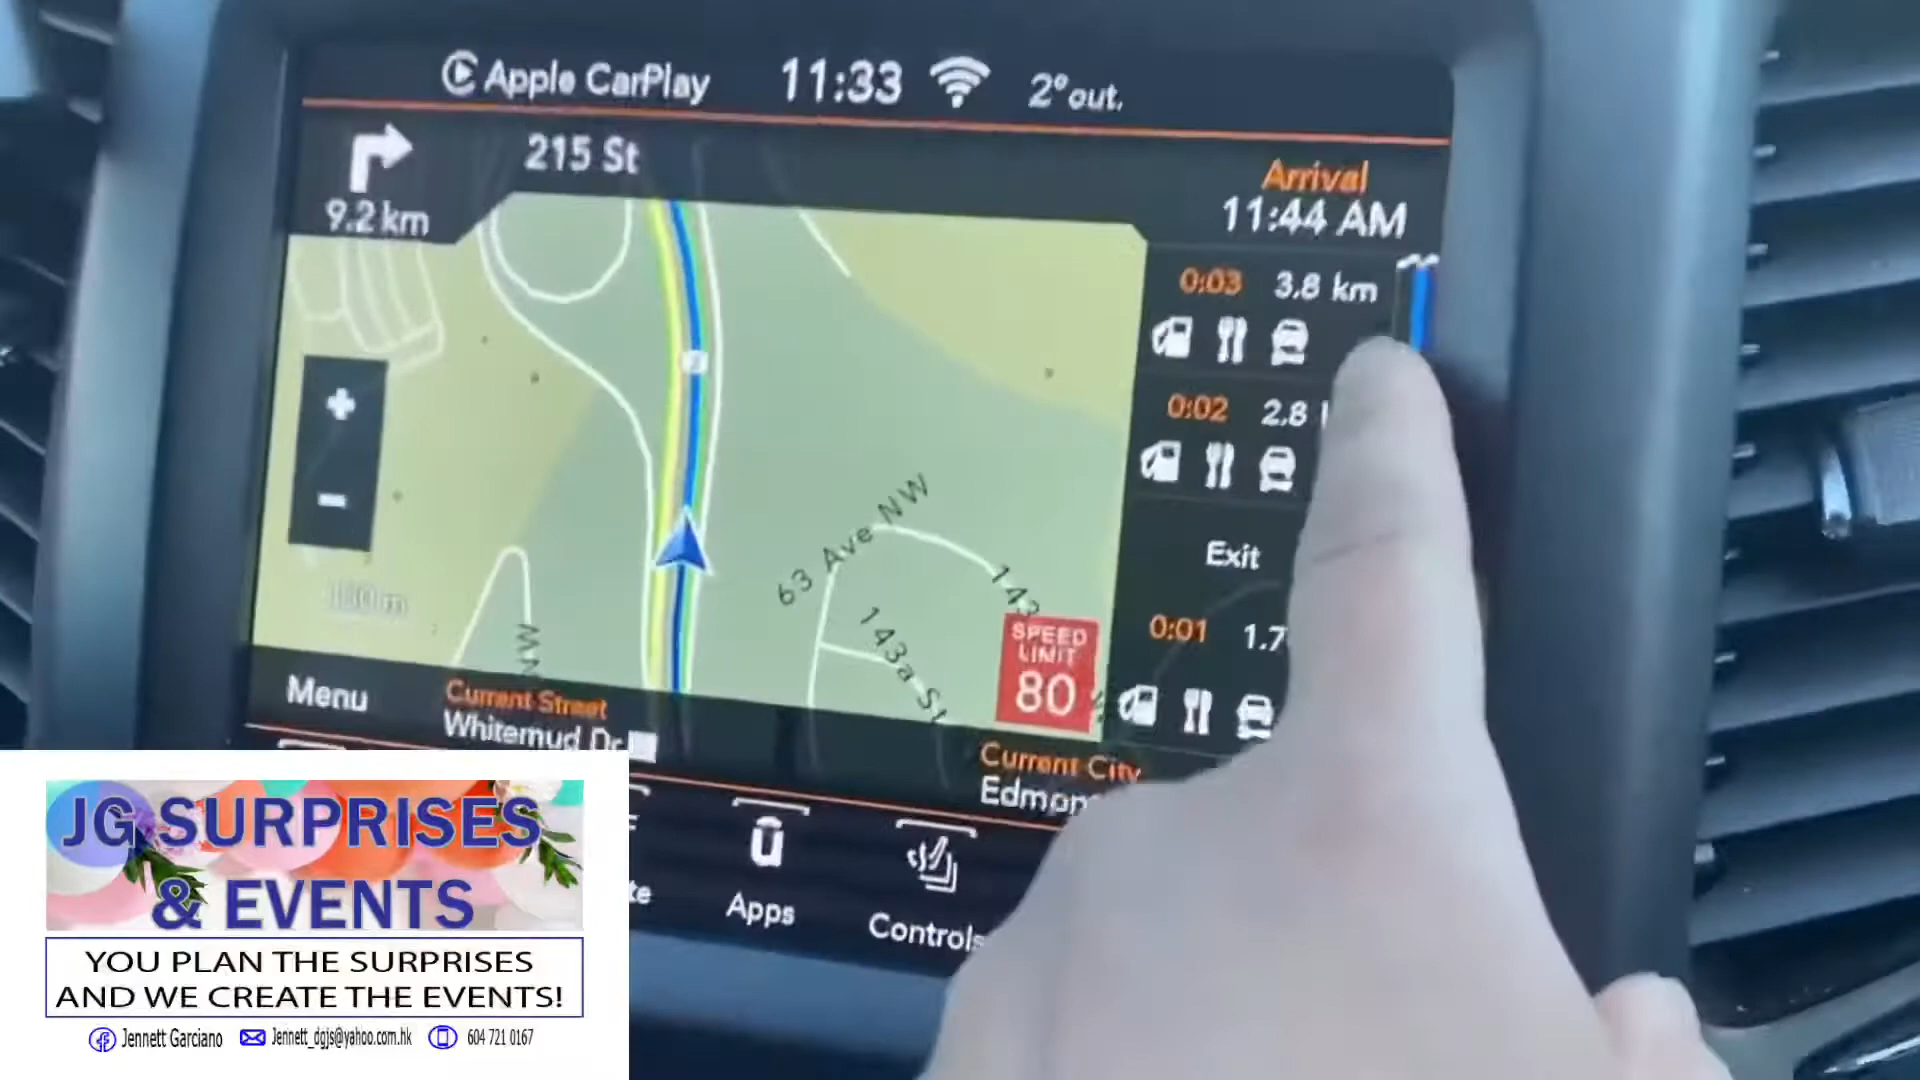 Apple CarPlay 11:33 2°out.
215 St
9.2 km
Arrival
11:44 AM
0:03 3.8 km
0:02 2.8
Exit
0:01 1.7
63 Ave NW
143
143a St
NW
SPEED
LIMIT
80
Menu
Current Street
Whitemud Dr
Current City
Apps
Controls
JG SURPRISES
& EVENTS
YOU PLAN THE SURPRISES
AND WE CREATE THE EVENTS!
Jennett Garciano Jennett_dgjs@yahoo.com.hk 604 721 0167